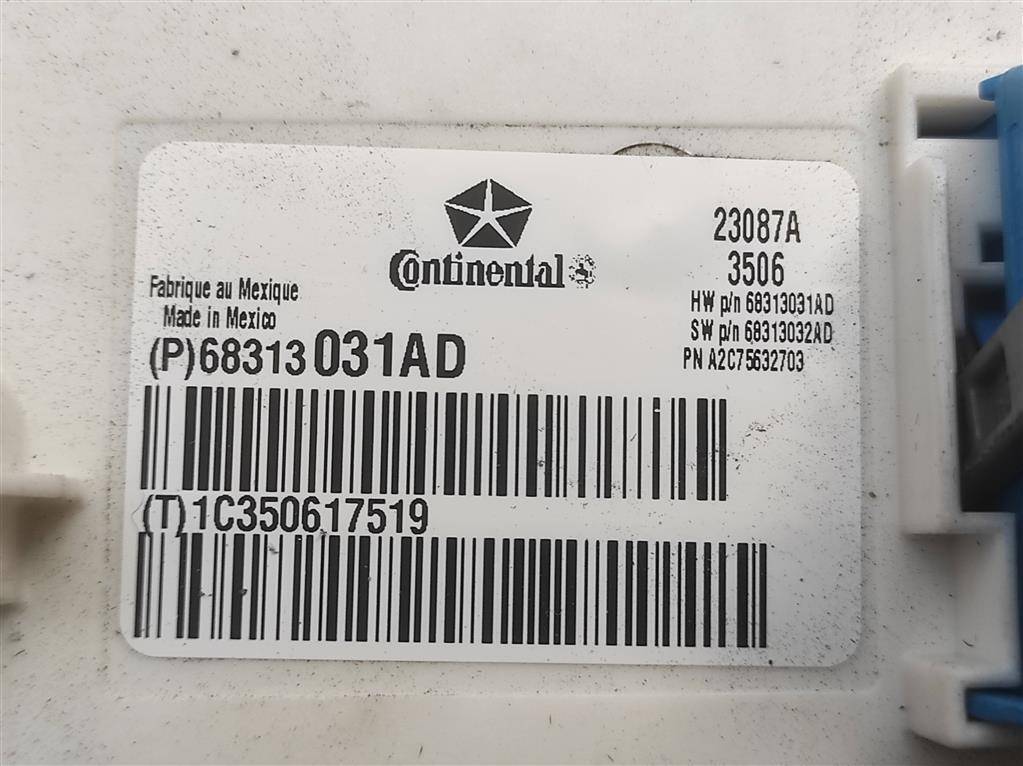 Continental
23087A
3506
HW p/n 68313031AD
SW p/n 68313032AD
PN A2C75632703
Fabrique au Mexique
Made in Mexico
(P)68313 031AD
(T)1C350617519